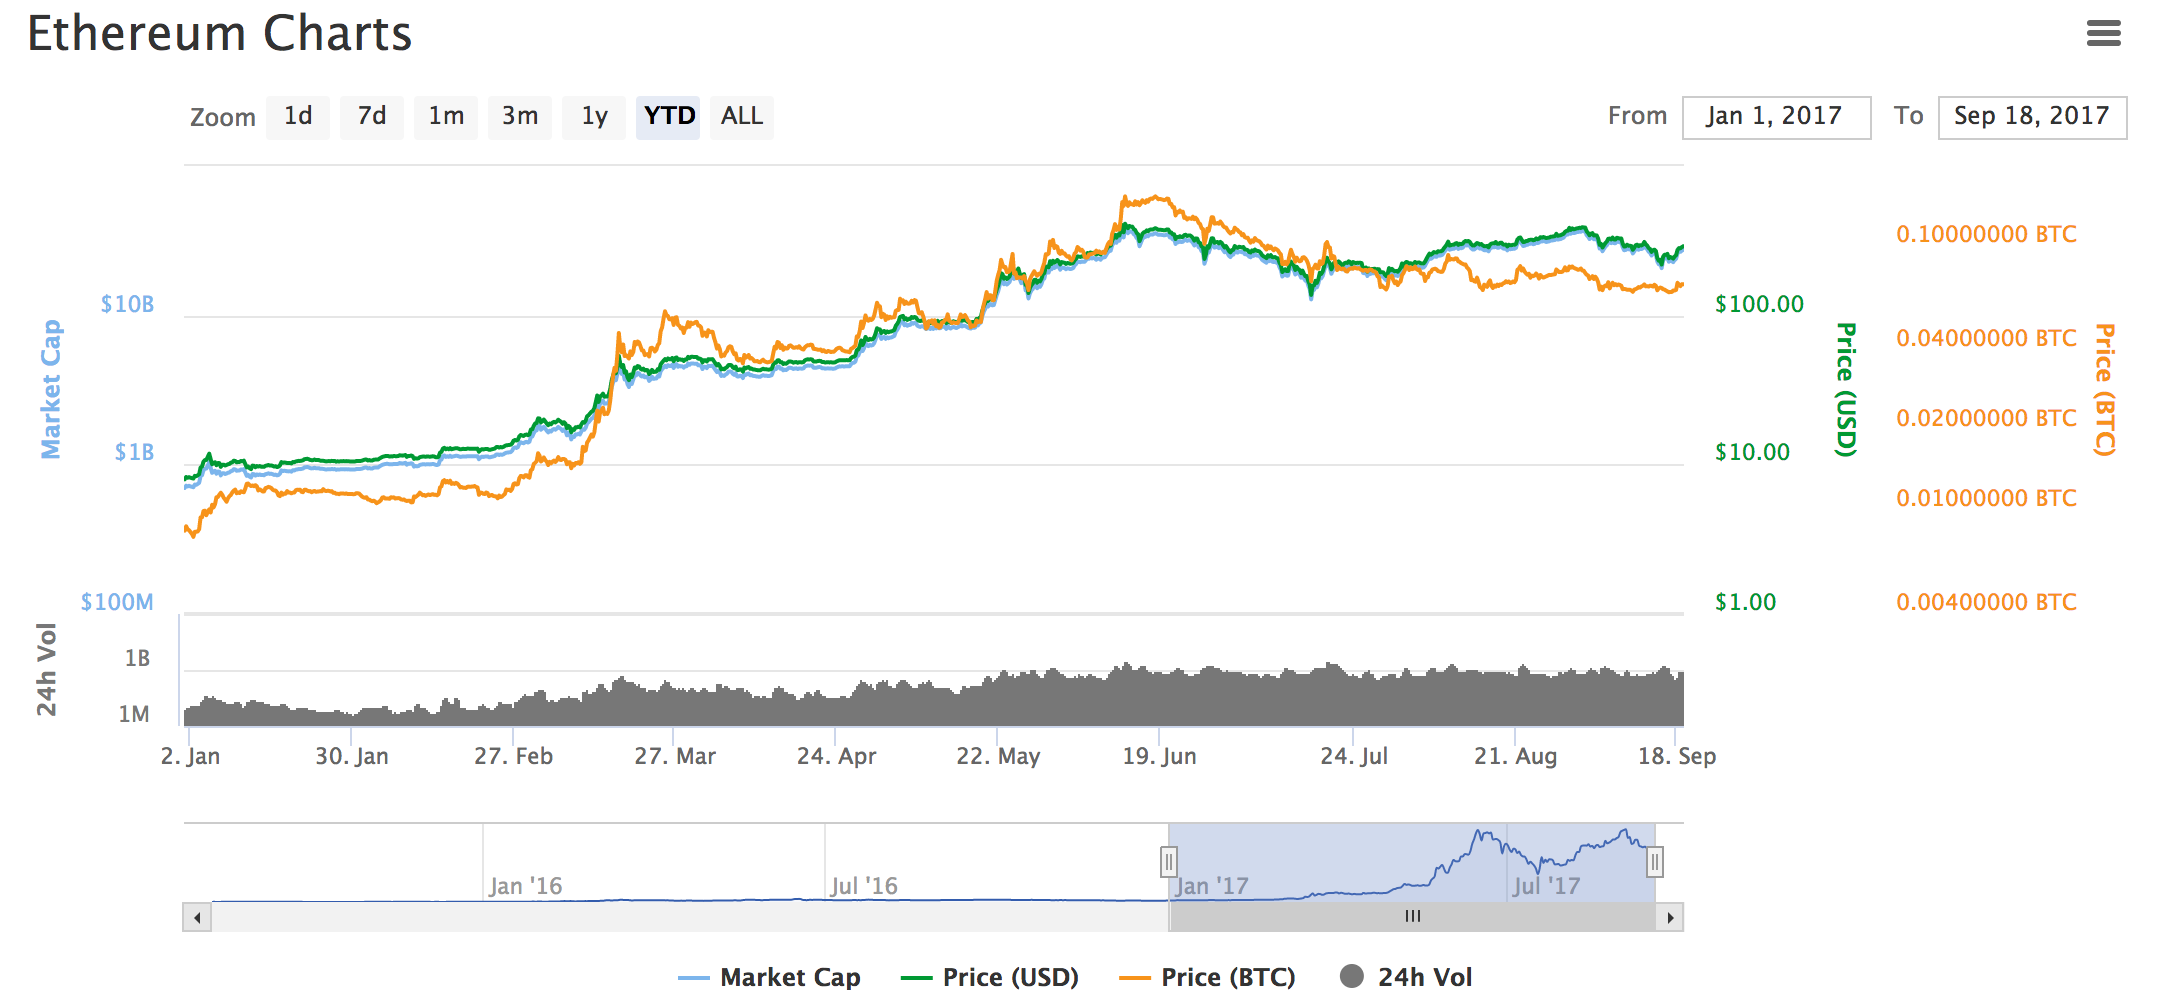 Ethereum Charts
Zoom 1d 7d 1m 3m 1y YTD ALL From Jan 1, 2017 To Sep 18, 2017
Market Cap
$10B
$1B
$100M
24h Vol
1B
1M
$100.00
$10.00
$1.00
Price (USD)
0.10000000 BTC
0.04000000 BTC
0.02000000 BTC
0.01000000 BTC
0.00400000 BTC
Price (BTC)
2. Jan 30. Jan 27. Feb 27. Mar 24. Apr 22. May 19. Jun 24. Jul 21. Aug 18. Sep
Jan '16 Jul '16 Jan '17 Jul '17
Market Cap Price (USD) Price (BTC) 24h Vol